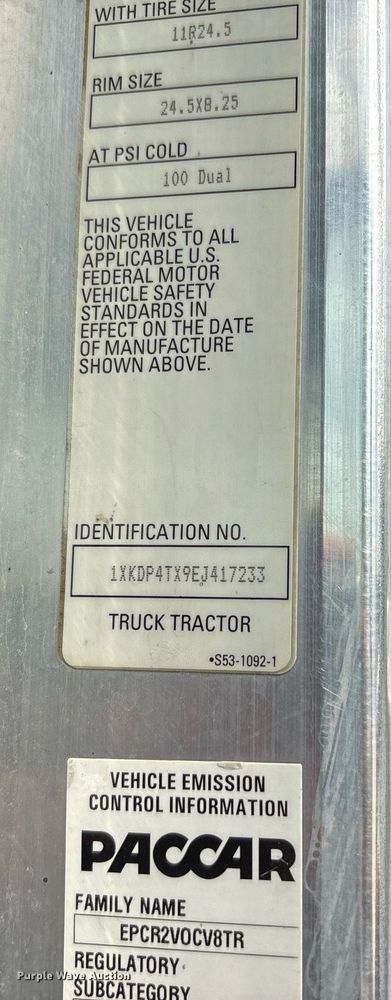 WITH TIRE SIZE
11R24.5
RIM SIZE
24.5X8.25
AT PSI COLD
100 Dual
THIS VEHICLE
CONFORMS TO ALL
APPLICABLE U.S.
FEDERAL MOTOR
VEHICLE SAFETY
STANDARDS IN
EFFECT ON THE DATE
OF MANUFACTURE
SHOWN ABOVE.
IDENTIFICATION NO.
1XKDP4TX9EJ417233
TRUCK TRACTOR
•S53-1092-1
VEHICLE EMISSION
CONTROL INFORMATION
PACCAR
FAMILY NAME
EPCR2VOCV8TR
REGULATORY
SUBCATEGORY
Purple Wave Auction